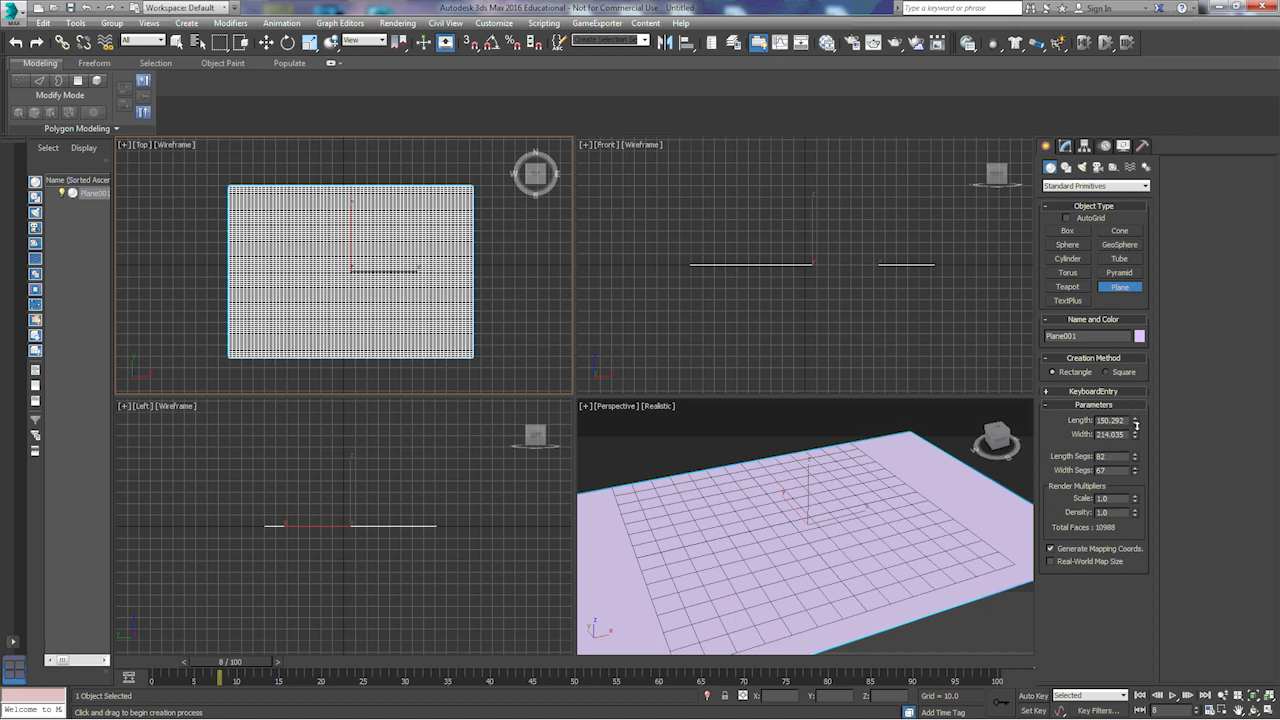 MAX
Workspace: Default
Autodesk 3ds Max 2016 Educational - Not for Commercial Use Untitled
Type a keyword or phrase
Sign In
Edit Tools Group Views Create Modifiers Animation Graph Editors Rendering Civil View Customize Scripting GameExporter Content Help
All
View
Modeling Freeform Selection Object Paint Populate
Modify Mode
Polygon Modeling
Select Display
Name (Sorted Ascen
Plane001
[+] [Top] [Wireframe]
N
W E
S
[+] [Front] [Wireframe]
FRONT
[+] [Left] [Wireframe]
LEFT
[+] [Perspective] [Realistic]
z
x
Standard Primitives
- Object Type
AutoGrid
Box Cone
Sphere GeoSphere
Cylinder Tube
Torus Pyramid
Teapot Plane
TextPlus
- Name and Color
Plane001
- Creation Method
Rectangle Square
+ KeyboardEntry
- Parameters
Length: 150.292
Width: 214.035
Length Segs: 82
Width Segs: 67
Render Multipliers
Scale: 1.0
Density: 1.0
Total Faces : 10988
Generate Mapping Coords.
Real-World Map Size
< 8 / 100 >
0 5 10 15 20 25 30 35 40 45 50 55 60 65 70 75 80 85 90 95 100
1 Object Selected
X: Y: Z:
Grid = 10.0
Auto Key Selected
Welcome to M
Click and drag to begin creation process
Add Time Tag
Set Key Key Filters...
8